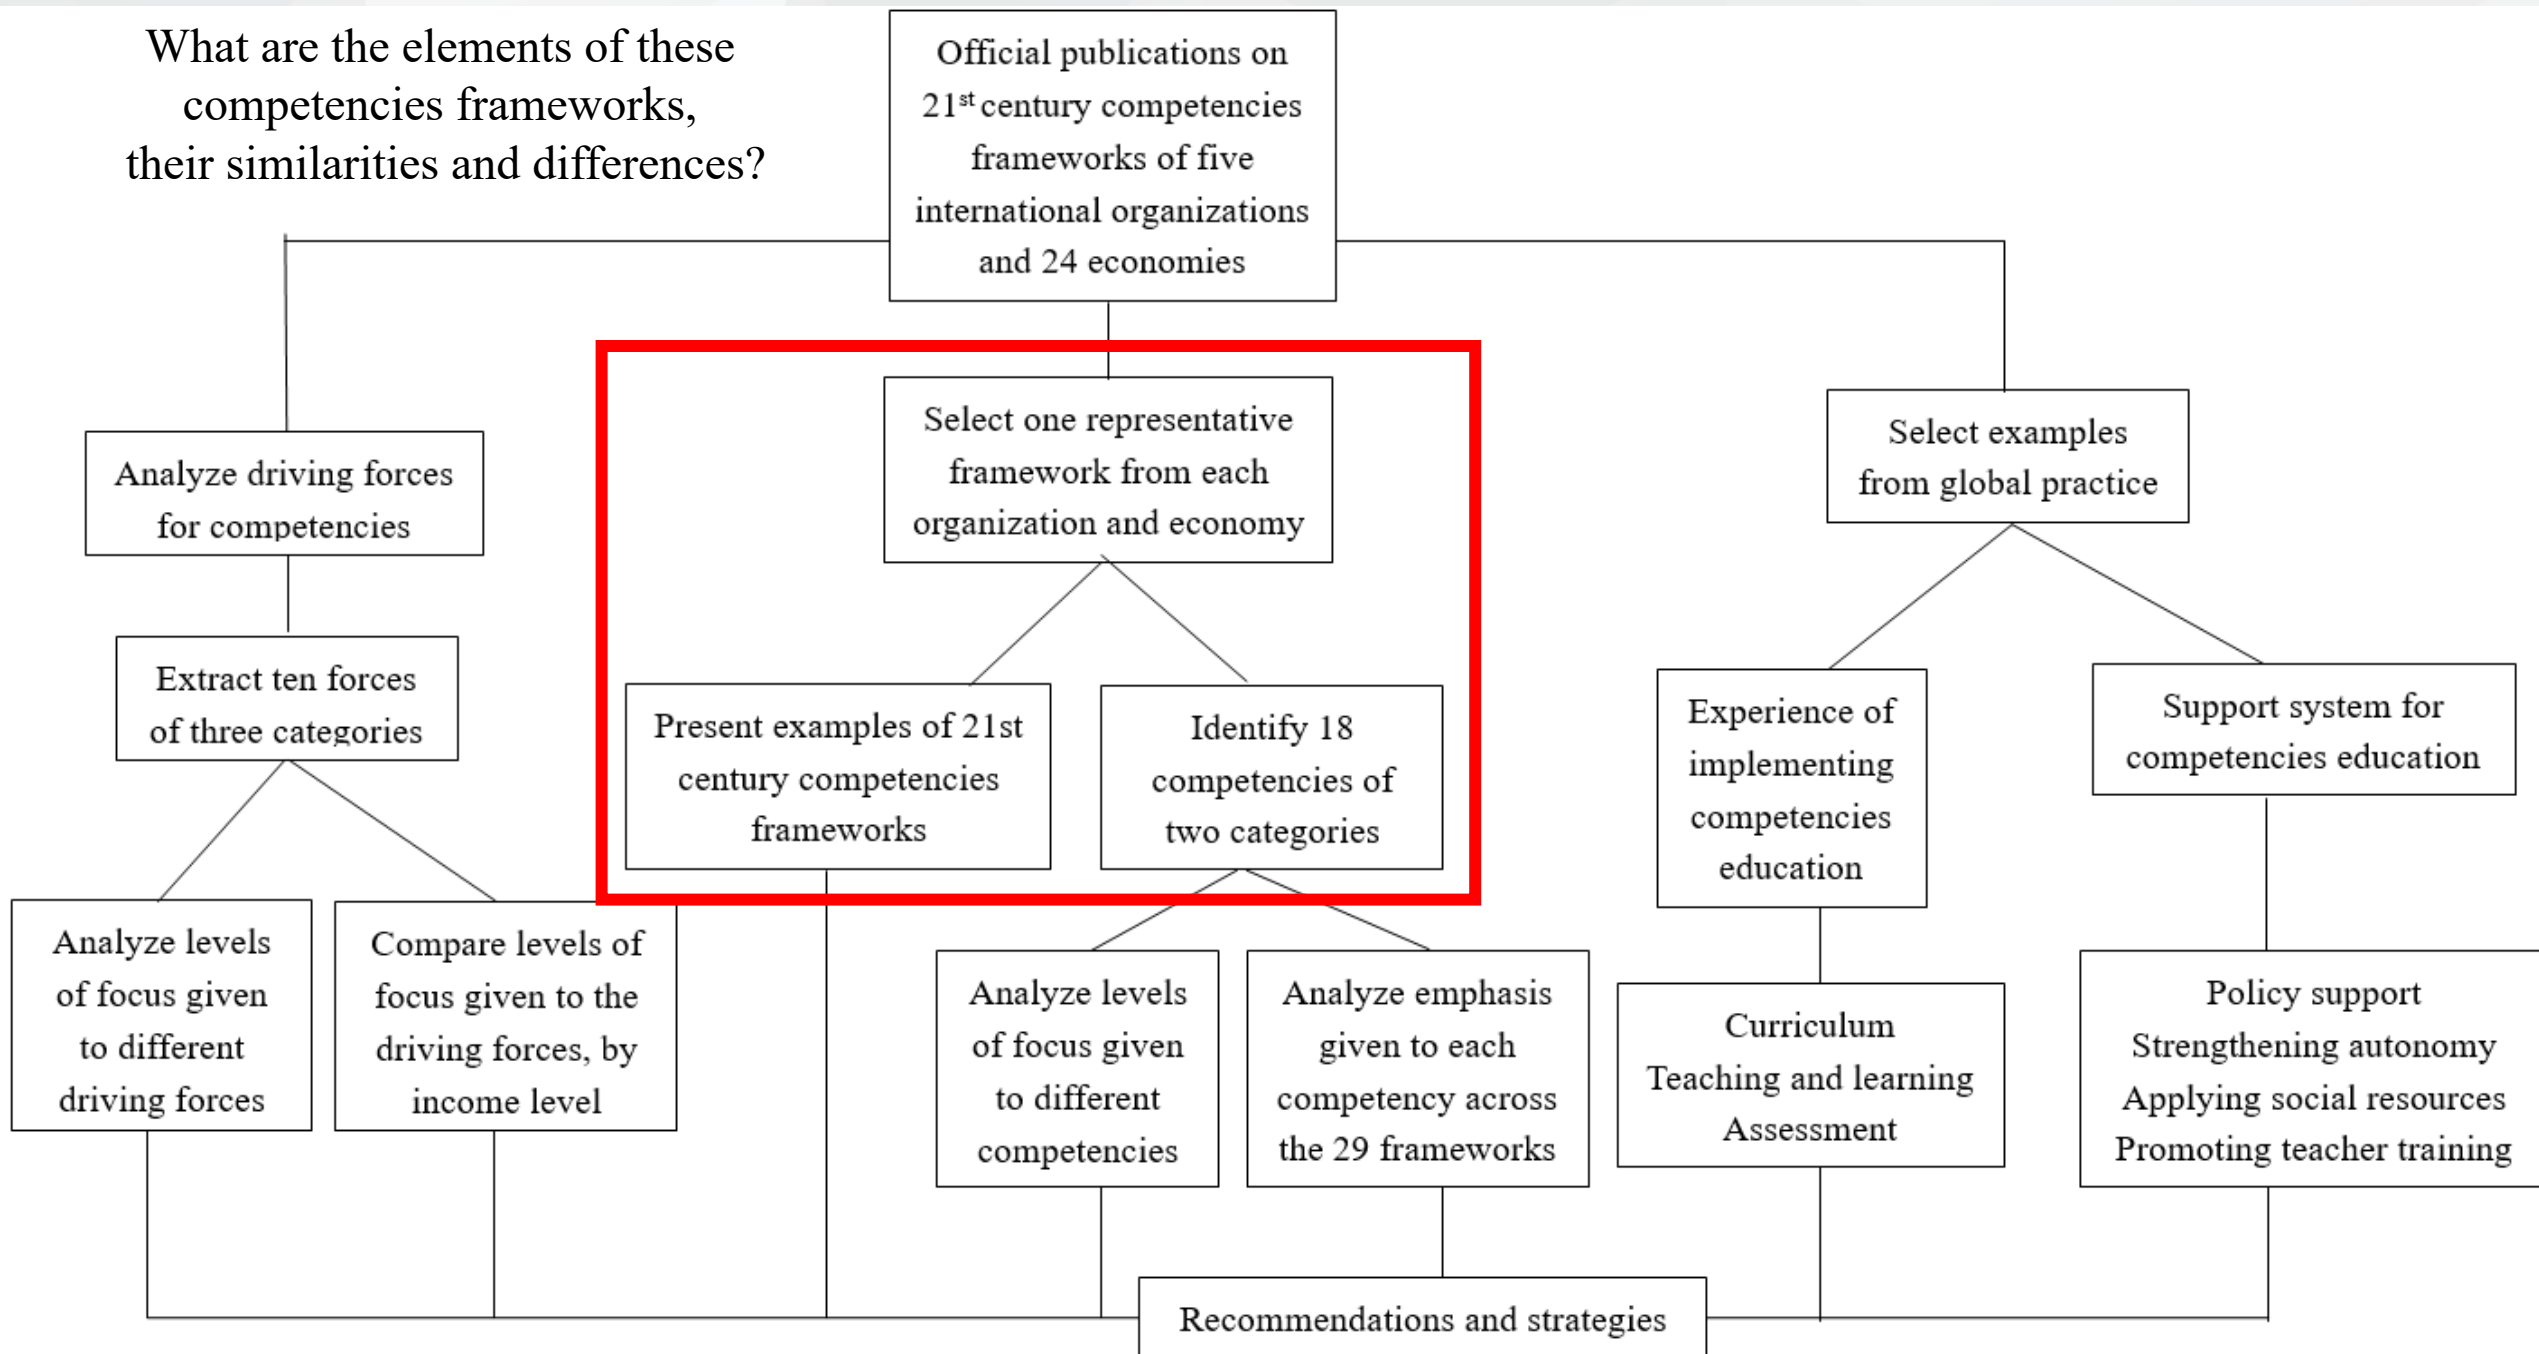 What are the elements of these
competencies frameworks,
their similarities and differences?
Official publications on
21st century competencies
frameworks of five
international organizations
and 24 economies
Analyze driving forces
for competencies
Select one representative
framework from each
organization and economy
Select examples
from global practice
Extract ten forces
of three categories
Present examples of 21st
century competencies
frameworks
Identify 18
competencies of
two categories
Experience of
implementing
competencies
education
Support system for
competencies education
Analyze levels
of focus given
to different
driving forces
Compare levels of
focus given to the
driving forces, by
income level
Analyze levels
of focus given
to different
competencies
Analyze emphasis
given to each
competency across
the 29 frameworks
Curriculum
Teaching and learning
Assessment
Policy support
Strengthening autonomy
Applying social resources
Promoting teacher training
Recommendations and strategies